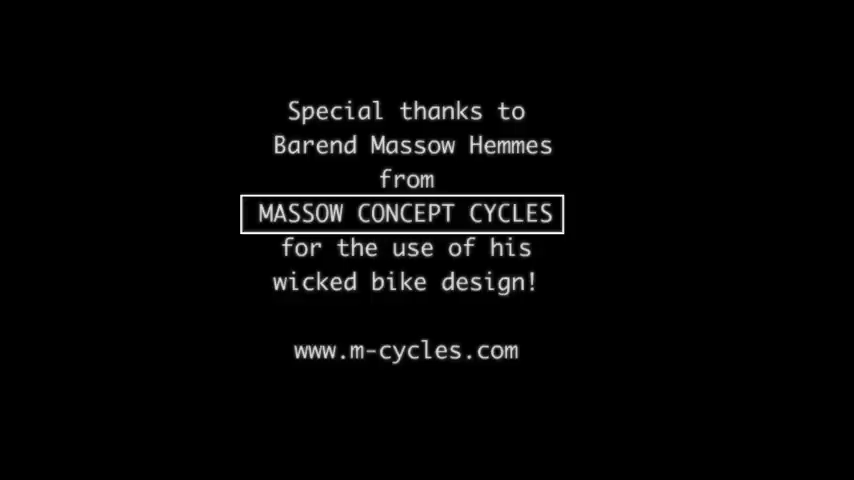 Special thanks to
Barend Massow Hemmes
from
MASSOW CONCEPT CYCLES
for the use of his
wicked bike design!
www.m-cycles.com